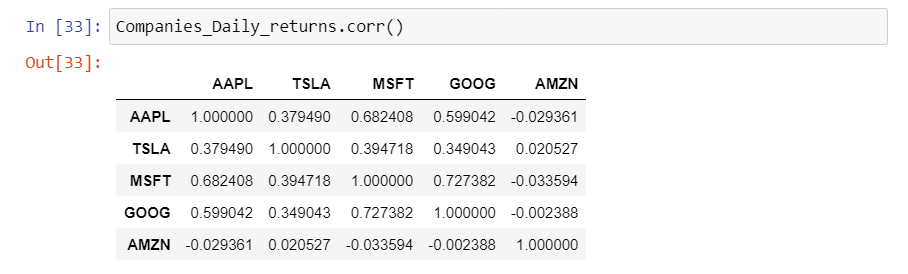 In [33]: Companies_Daily_returns.corr()
Out[33]:
AAPL TSLA MSFT GOOG AMZN
AAPL 1.000000 0.379490 0.682408 0.599042 -0.029361
TSLA 0.379490 1.000000 0.394718 0.349043 0.020527
MSFT 0.682408 0.394718 1.000000 0.727382 -0.033594
GOOG 0.599042 0.349043 0.727382 1.000000 -0.002388
AMZN -0.029361 0.020527 -0.033594 -0.002388 1.000000